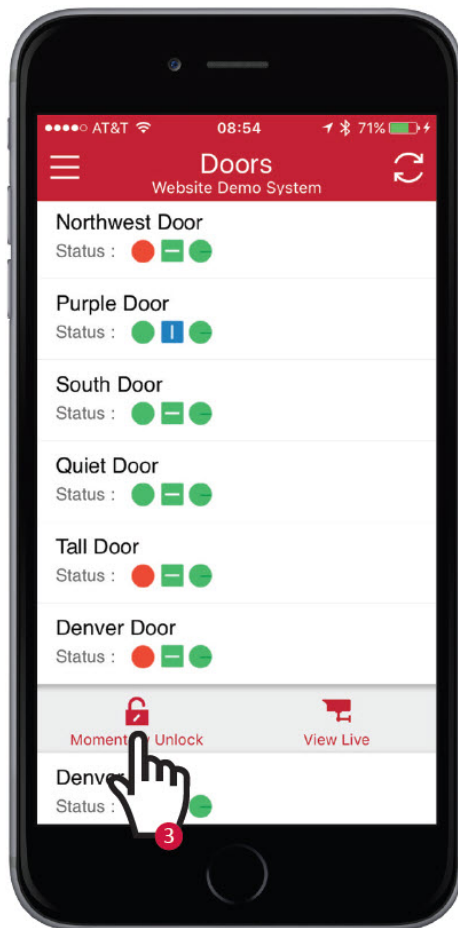 AT&T 08:54 71%
Doors
Website Demo System
Northwest Door
Status :
Purple Door
Status :
South Door
Status :
Quiet Door
Status :
Tall Door
Status :
Denver Door
Status :
Unlock View Live
Denver
Status :
3